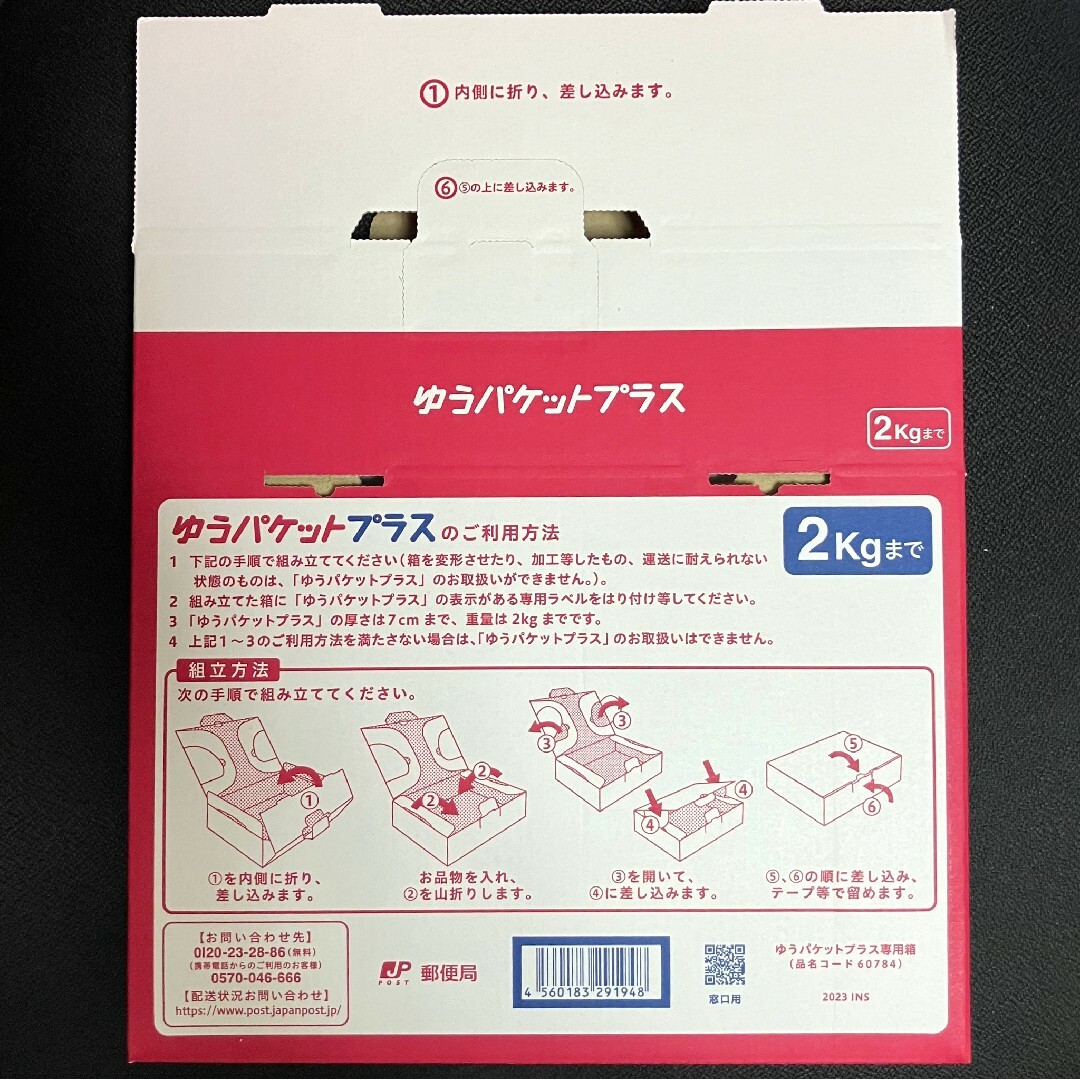 ① 内側に折り、差し込みます。
⑥ ⑤の上に差し込みます。
ゆうパケットプラス
2Kgまで
ゆうパケットプラスのご利用方法
2Kgまで
1 下記の手順で組み立ててください(箱を変形させたり、加工等したもの、運送に耐えられない
状態のものは、「ゆうパケットプラス」のお取扱いができません。)。
2 組み立てた箱に「ゆうパケットプラス」の表示がある専用ラベルをはり付け等してください。
3 「ゆうパケットプラス」の厚さは7cmまで、重量は2kgまでです。
4 上記1〜3のご利用方法を満たさない場合は、「ゆうパケットプラス」のお取扱いはできません。
組立方法
次の手順で組み立ててください。
①
② ②
③ ③
④ ④
⑤
⑥
①を内側に折り、
差し込みます。
お品物を入れ、
②を山折りします。
③を開いて、
④に差し込みます。
⑤、⑥の順に差し込み、
テープ等で留めます。
【お問い合わせ先】
0120-23-28-86(無料)
(携帯電話からのご利用のお客様)
0570-046-666
【配送状況お問い合わせ】
https://www.post.japanpost.jp/
JP POST 郵便局
4 560183 291948
窓口用
ゆうパケットプラス専用箱
(品名コード60784)
2023 INS